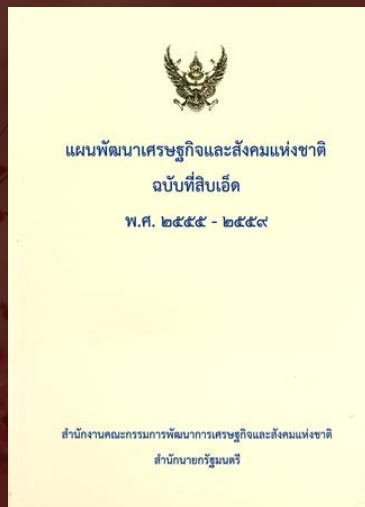 แผนพัฒนาเศรษฐกิจและสังคมแห่งชาติ
ฉบับที่สิบเอ็ด
พ.ศ. ๒๕๕๕ - ๒๕๕๙
สำนักงานคณะกรรมการพัฒนาการเศรษฐกิจและสังคมแห่งชาติ
สำนักนายกรัฐมนตรี